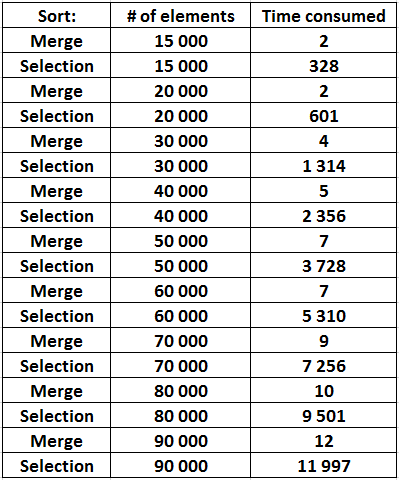 Sort: # of elements Time consumed
Merge 15 000 2
Selection 15 000 328
Merge 20 000 2
Selection 20 000 601
Merge 30 000 4
Selection 30 000 1 314
Merge 40 000 5
Selection 40 000 2 356
Merge 50 000 7
Selection 50 000 3 728
Merge 60 000 7
Selection 60 000 5 310
Merge 70 000 9
Selection 70 000 7 256
Merge 80 000 10
Selection 80 000 9 501
Merge 90 000 12
Selection 90 000 11 997